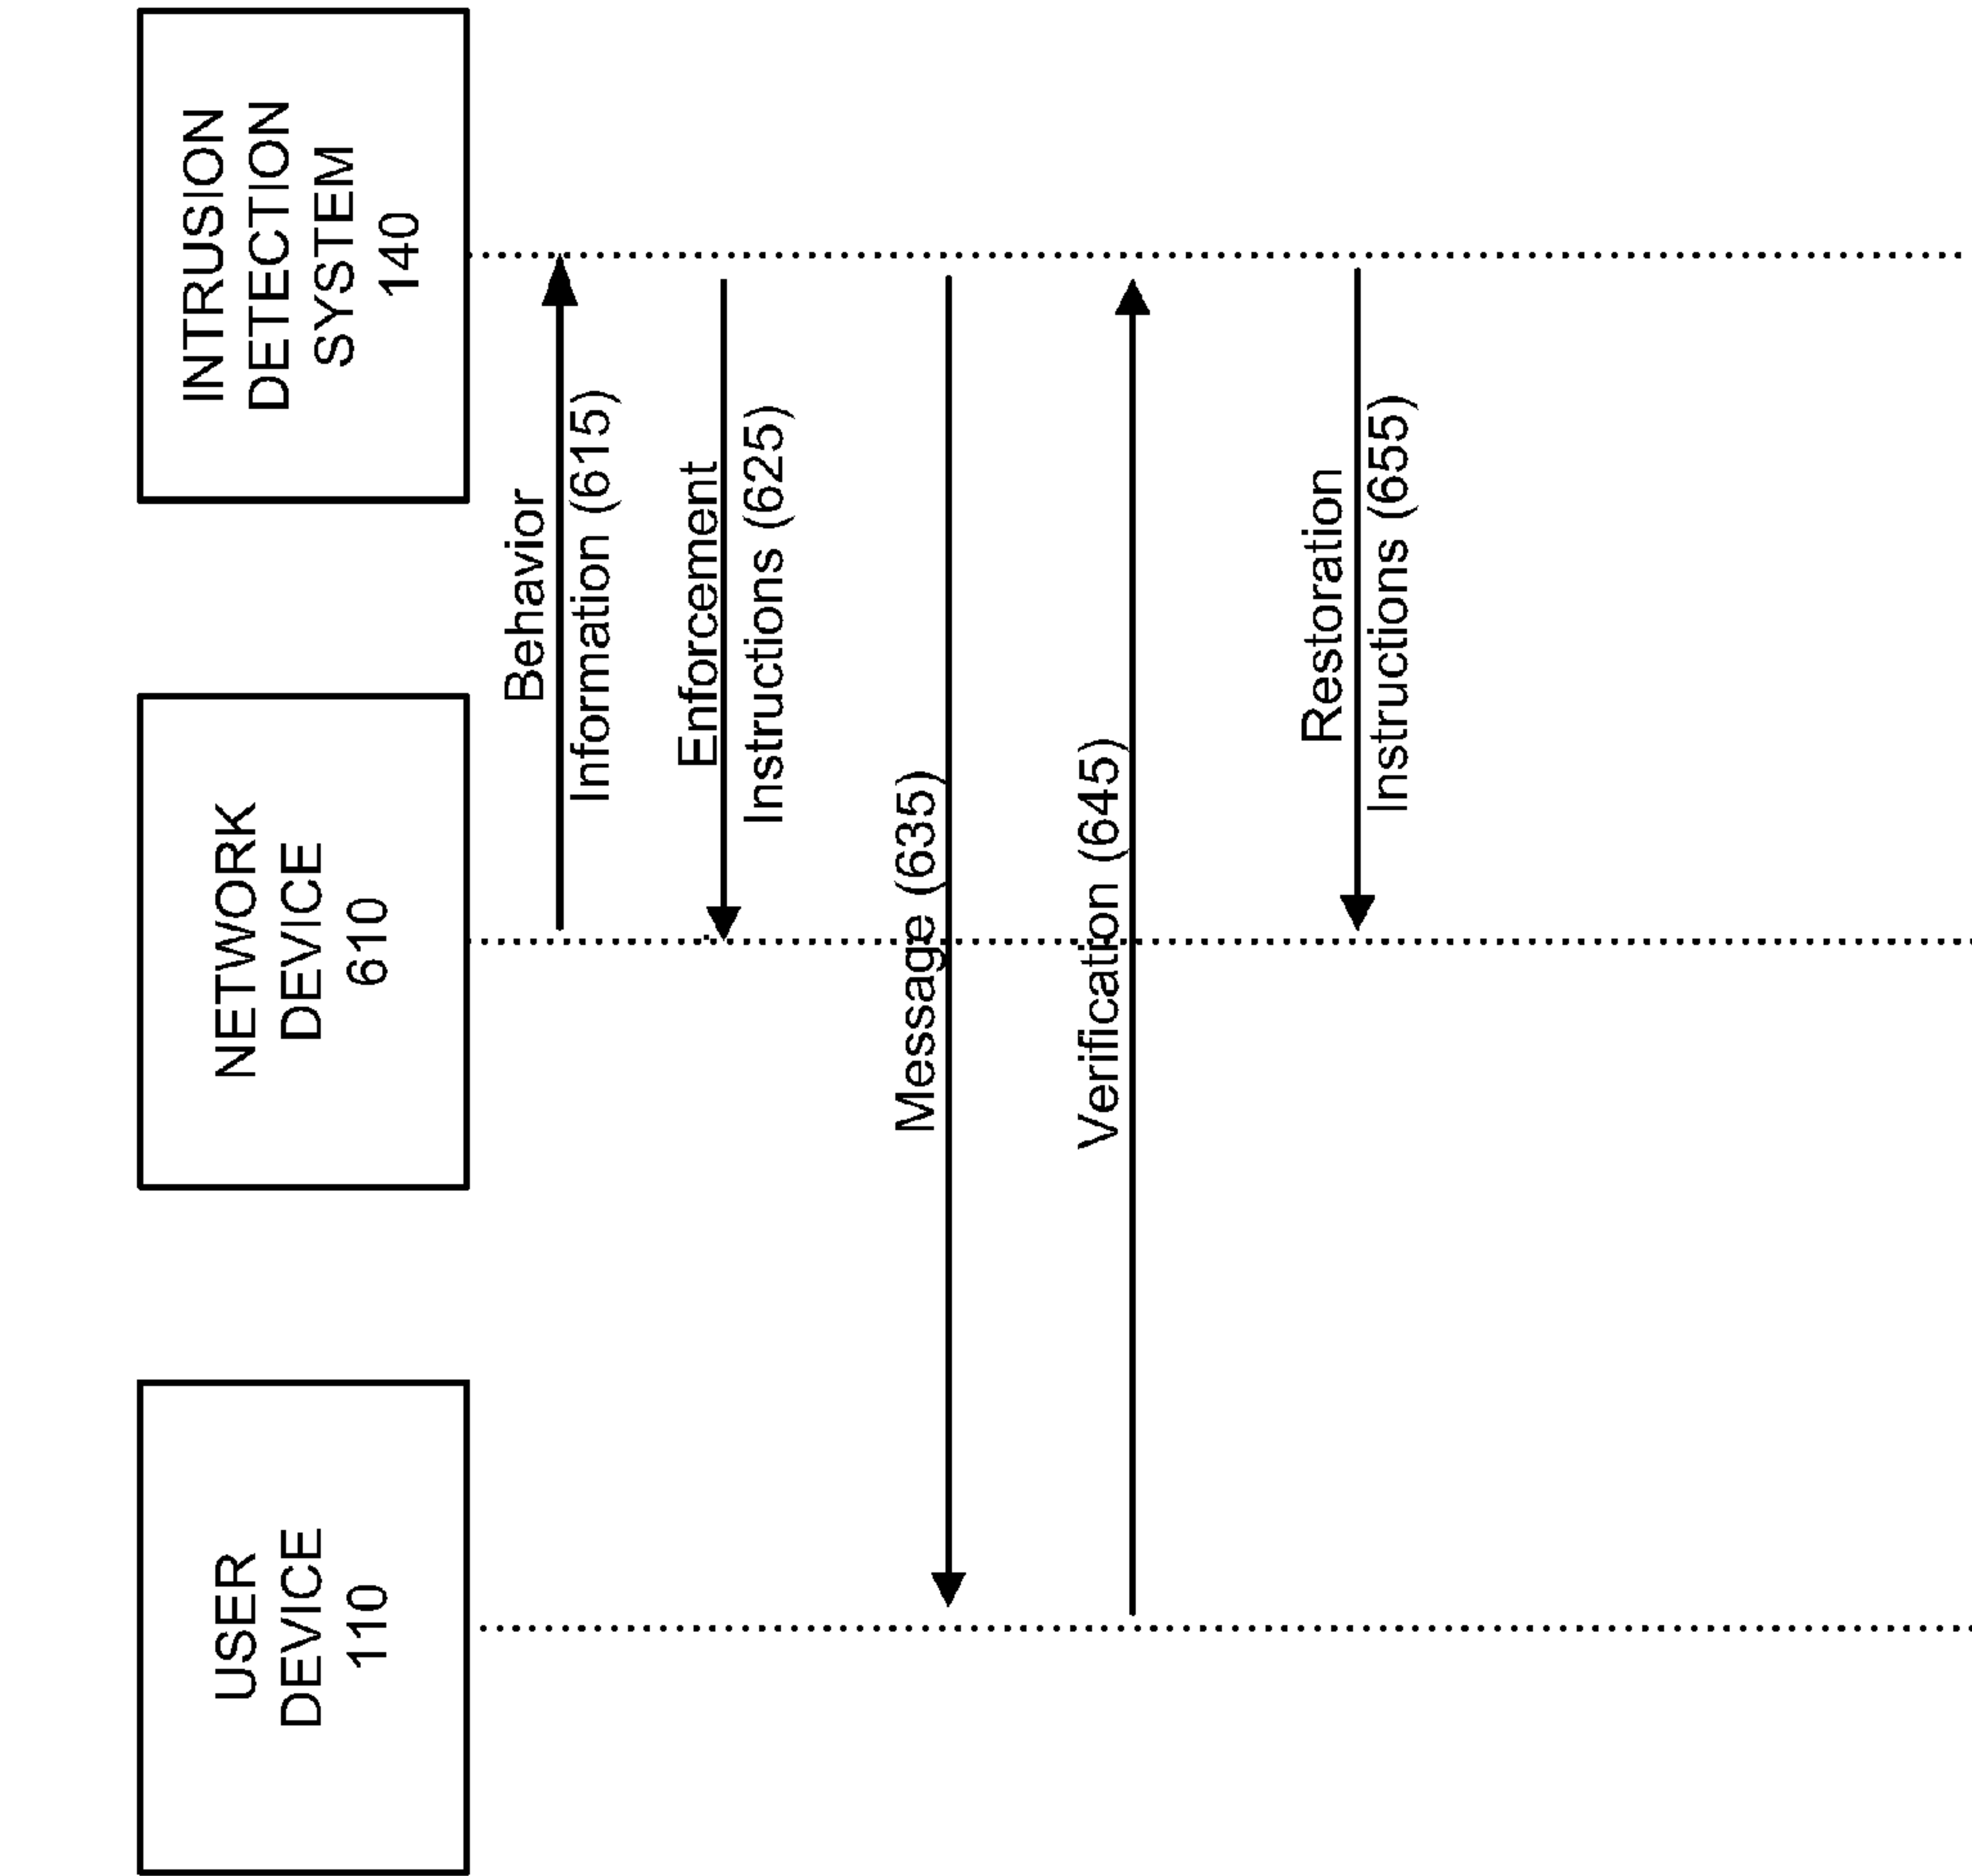 USER
DEVICE
110
NETWORK
DEVICE
610
INTRUSION
DETECTION
SYSTEM
140
Behavior
Information (615)
Enforcement
Instructions (625)
Message (635)
Verification (645)
Restoration
Instructions (655)